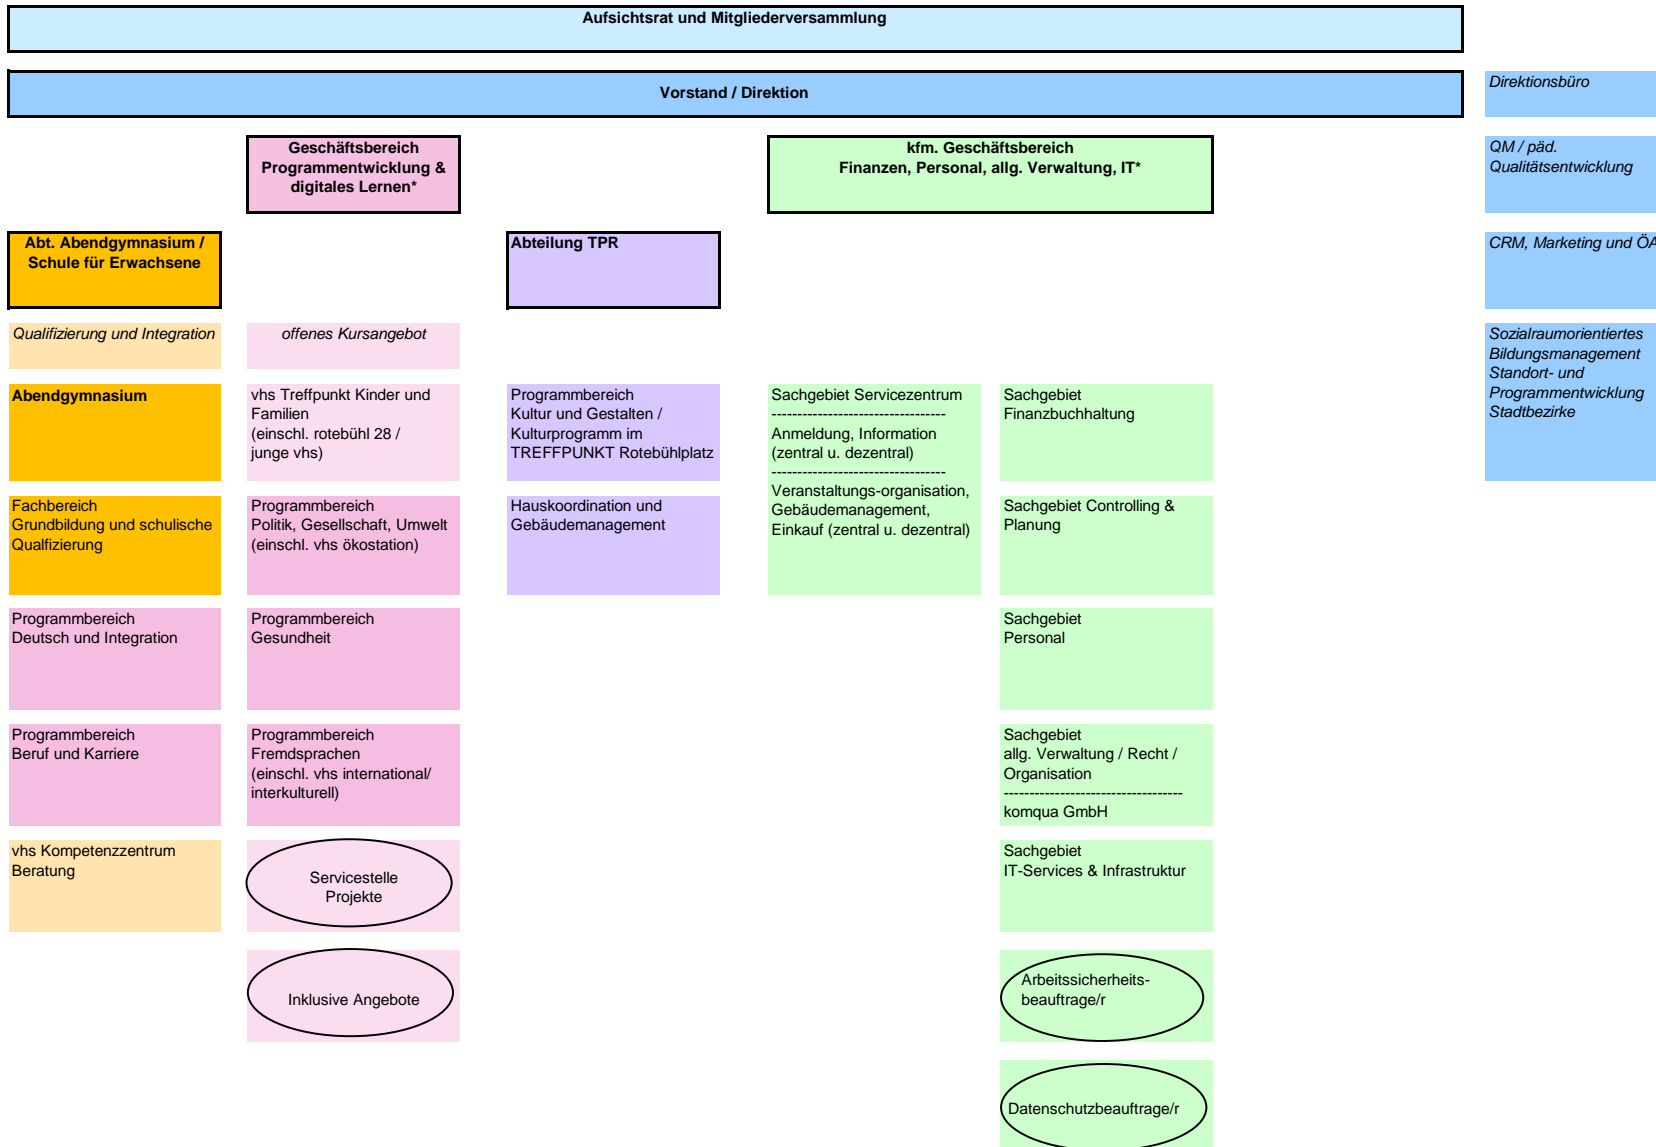 Aufsichtsrat und Mitgliederversammlung
Vorstand / Direktion
Direktionsbüro
Geschäftsbereich
Programmentwicklung &
digitales Lernen*
kfm. Geschäftsbereich
Finanzen, Personal, allg. Verwaltung, IT*
QM / päd.
Qualitätsentwicklung
Abt. Abendgymnasium /
Schule für Erwachsene
Abteilung TPR
CRM, Marketing und ÖA
Qualifizierung und Integration
offenes Kursangebot
Sozialraumorientiertes
Bildungsmanagement
Standort- und
Programmentwicklung
Stadtbezirke
Abendgymnasium
vhs Treffpunkt Kinder und
Familien
(einschl. rotebühl 28 /
junge vhs)
Programmbereich
Kultur und Gestalten /
Kulturprogramm im
TREFFPUNKT Rotebühlplatz
Sachgebiet Servicezentrum
----------------------------------
Anmeldung, Information
(zentral u. dezentral)
----------------------------------
Veranstaltungs-organisation,
Gebäudemanagement,
Einkauf (zentral u. dezentral)
Sachgebiet
Finanzbuchhaltung
Fachbereich
Grundbildung und schulische
Qualfizierung
Programmbereich
Politik, Gesellschaft, Umwelt
(einschl. vhs ökostation)
Hauskoordination und
Gebäudemanagement
Sachgebiet Controlling &
Planung
Programmbereich
Deutsch und Integration
Programmbereich
Gesundheit
Sachgebiet
Personal
Programmbereich
Beruf und Karriere
Programmbereich
Fremdsprachen
(einschl. vhs international/
interkulturell)
Sachgebiet
allg. Verwaltung / Recht /
Organisation
-----------------------------------
komqua GmbH
vhs Kompetenzzentrum
Beratung
Servicestelle
Projekte
Sachgebiet
IT-Services & Infrastruktur
Inklusive Angebote
Arbeitssicherheits-
beauftrage/r
Datenschutzbeauftrage/r